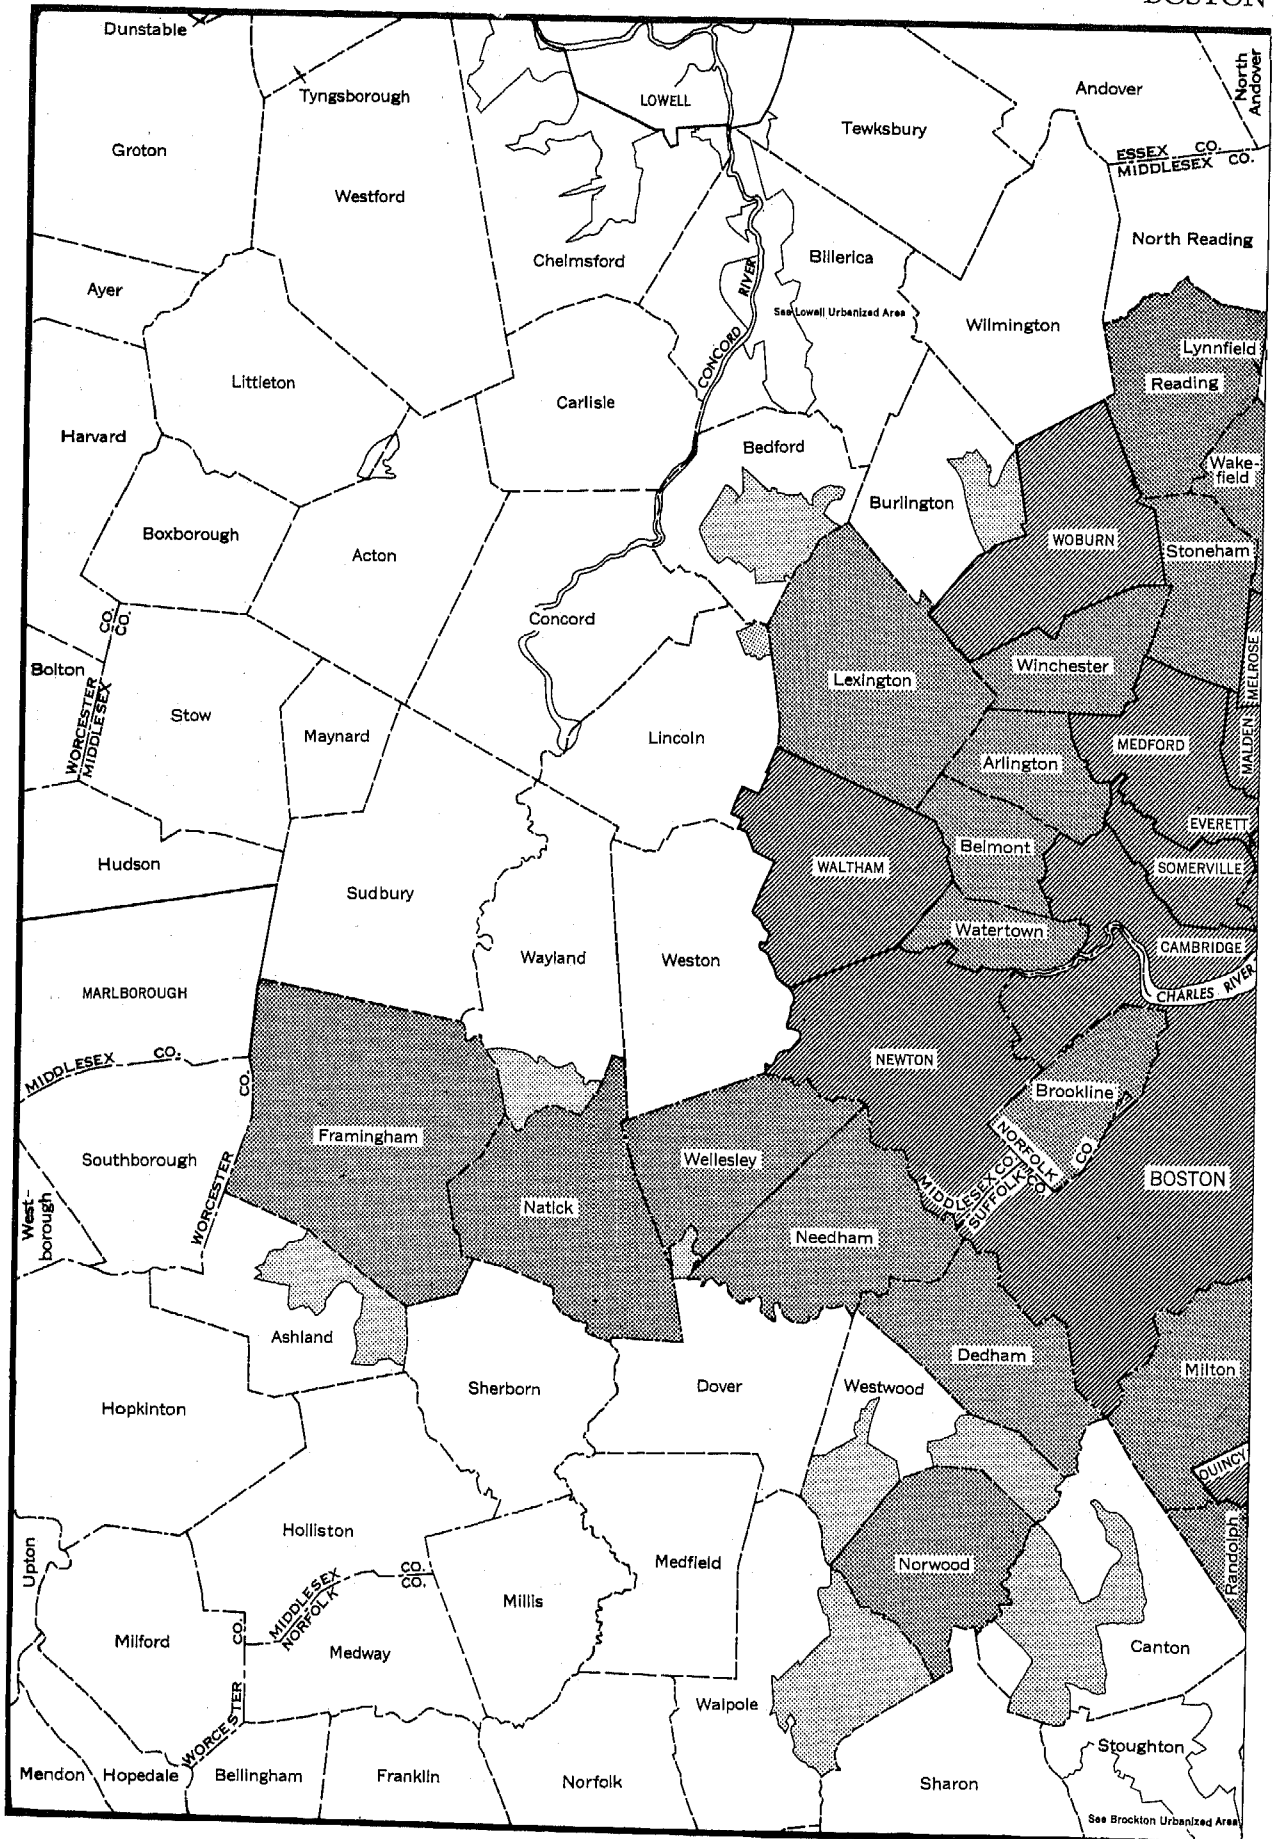 BOSTON
Dunstable
Tyngsborough
LOWELL
Andover
North
Andover
Groton
Tewksbury
ESSEX CO.
MIDDLESEX CO.
Westford
North Reading
Chelmsford
Billerica
RIVER
See Lowell Urbanized Area
Ayer
Wilmington
CONCORD
Lynnfield
Reading
Littleton
Carlisle
Harvard
Bedford
Wake-
field
Burlington
Boxborough
Acton
WOBURN
Stoneham
CO.
CO.
Concord
Bolton
WORCESTER
MIDDLESEX
Lexington
Winchester
MELROSE
Stow
Maynard
Lincoln
Arlington
MEDFORD
MALDEN
EVERETT
Hudson
Belmont
WALTHAM
SOMERVILLE
Sudbury
Watertown
CAMBRIDGE
Wayland
Weston
MARLBOROUGH
CHARLES RIVER
MIDDLESEX CO.
CO.
NEWTON
Brookline
Framingham
NORFOLK
CO.
Southborough
WORCESTER
Wellesley
MIDDLESEX CO.
SUFFOLK CO.
BOSTON
West-
borough
Natick
Needham
Ashland
Dedham
Milton
Sherborn
Dover
Westwood
Hopkinton
QUINCY
Holliston
Upton
MIDDLESEX CO.
NORFOLK CO.
Medfield
Norwood
Randolph
Millis
Milford
CO.
Medway
Canton
WORCESTER
Walpole
Stoughton
Mendon
Hopedale
Bellingham
Franklin
Norfolk
Sharon
See Brockton Urbanized Area